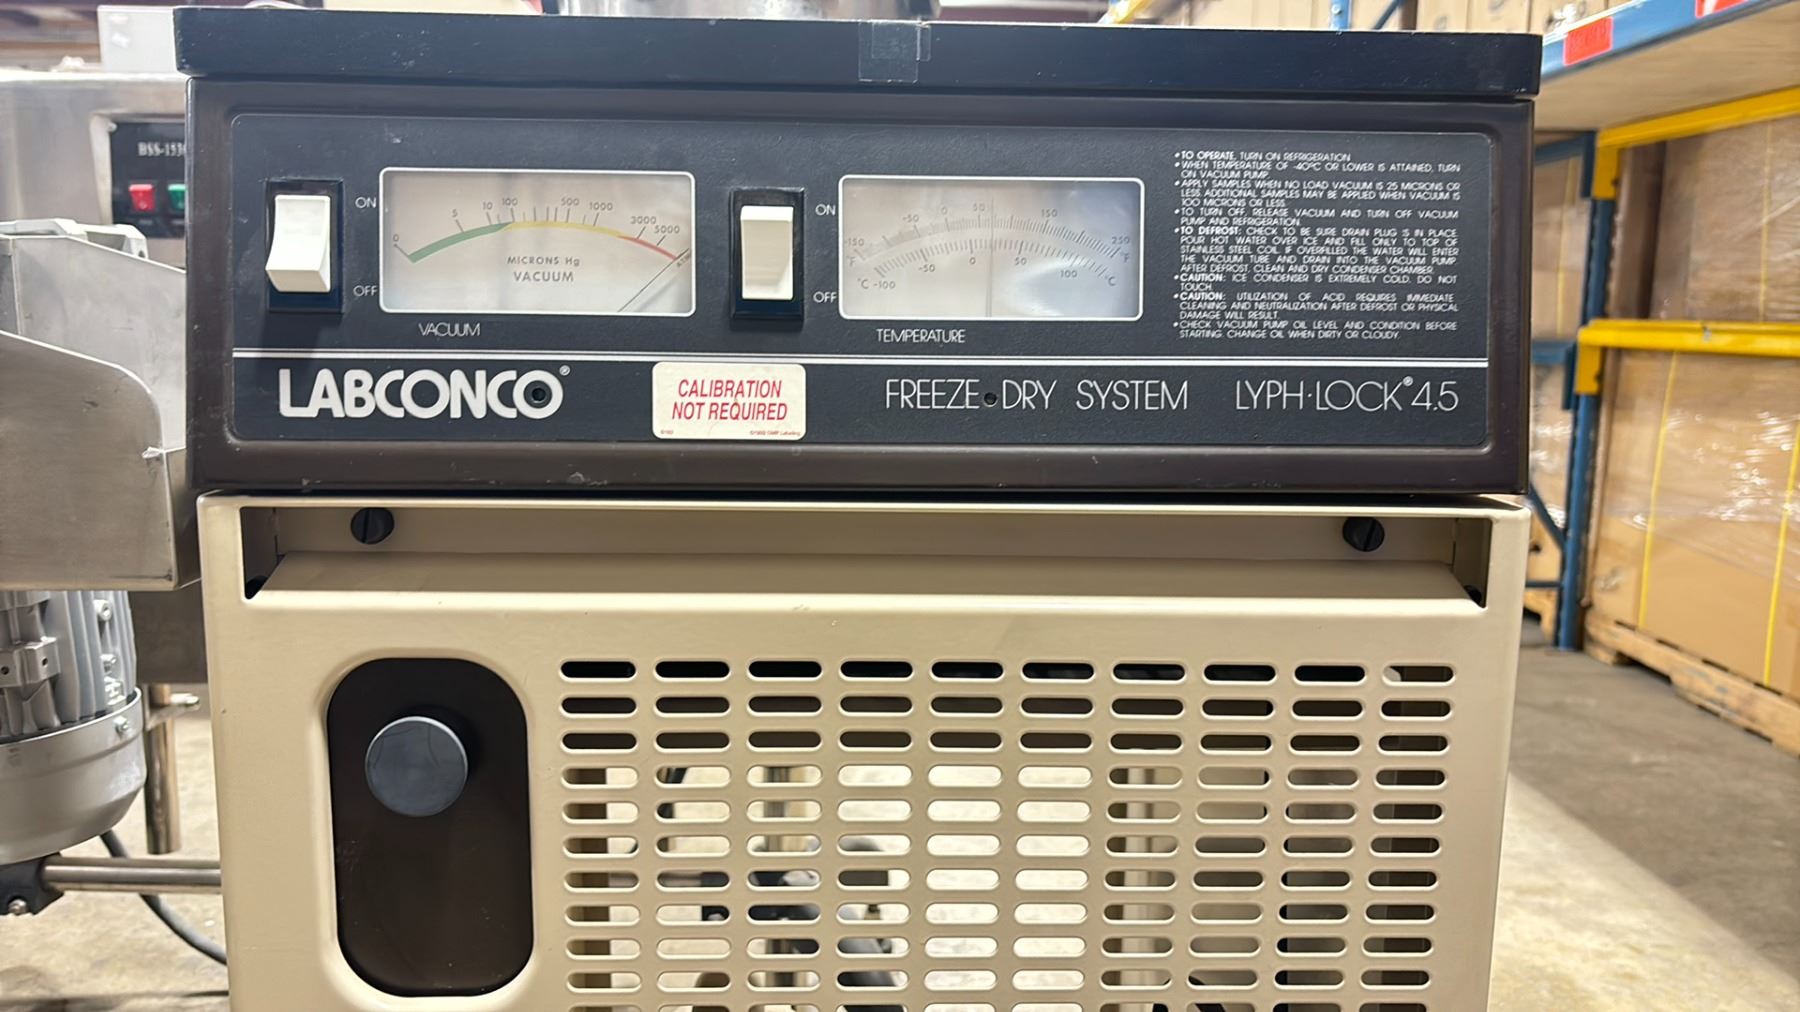 BSS-153
ON
OFF
0 5 10 100 500 1000 3000 5000
MICRONS Hg
VACUUM
VACUUM
ON
OFF
-150 -50 0 50 150 250
°F °F
°C -100 -50 0 50 100 °C
TEMPERATURE
• TO OPERATE, TURN ON REFRIGERATION
• WHEN TEMPERATURE OF -40°C OR LOWER IS ATTAINED, TURN
ON VACUUM PUMP.
• APPLY SAMPLES WHEN NO LOAD VACUUM IS 25 MICRONS OR
LESS. ADDITIONAL SAMPLES MAY BE APPLIED WHEN VACUUM IS
100 MICRONS OR LESS.
• TO TURN OFF, RELEASE VACUUM AND TURN OFF VACUUM
PUMP AND REFRIGERATION.
• TO DEFROST: CHECK TO BE SURE DRAIN PLUG IS IN PLACE.
POUR HOT WATER OVER ICE AND FILL ONLY TO TOP OF
STAINLESS STEEL COIL. IF OVERFILLED THE WATER WILL ENTER
THE VACUUM TUBE AND DRAIN INTO THE VACUUM PUMP.
AFTER DEFROST, CLEAN AND DRY CONDENSER CHAMBER.
• CAUTION: ICE CONDENSER IS EXTREMELY COLD. DO NOT
TOUCH.
• CAUTION: UTILIZATION OF ACID REQUIRES IMMEDIATE
CLEANING AND NEUTRALIZATION AFTER DEFROST OR PHYSICAL
DAMAGE WILL RESULT.
• CHECK VACUUM PUMP OIL LEVEL AND CONDITION BEFORE
STARTING. CHANGE OIL WHEN DIRTY OR CLOUDY.
LABCONCO®
CALIBRATION
NOT REQUIRED
FREEZE•DRY SYSTEM LYPH·LOCK® 4.5